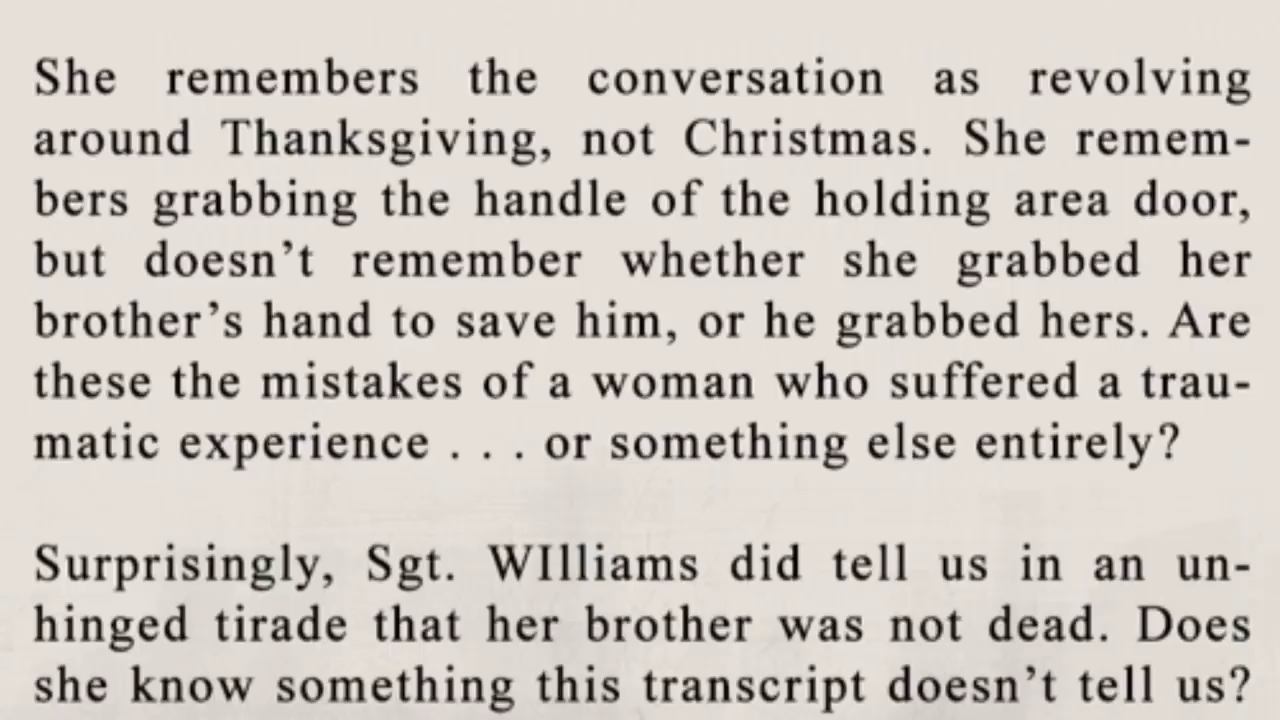 She remembers the conversation as revolving
around Thanksgiving, not Christmas. She remem-
bers grabbing the handle of the holding area door,
but doesn’t remember whether she grabbed her
brother’s hand to save him, or he grabbed hers. Are
these the mistakes of a woman who suffered a trau-
matic experience . . . or something else entirely?
Surprisingly, Sgt. WIlliams did tell us in an un-
hinged tirade that her brother was not dead. Does
she know something this transcript doesn’t tell us?